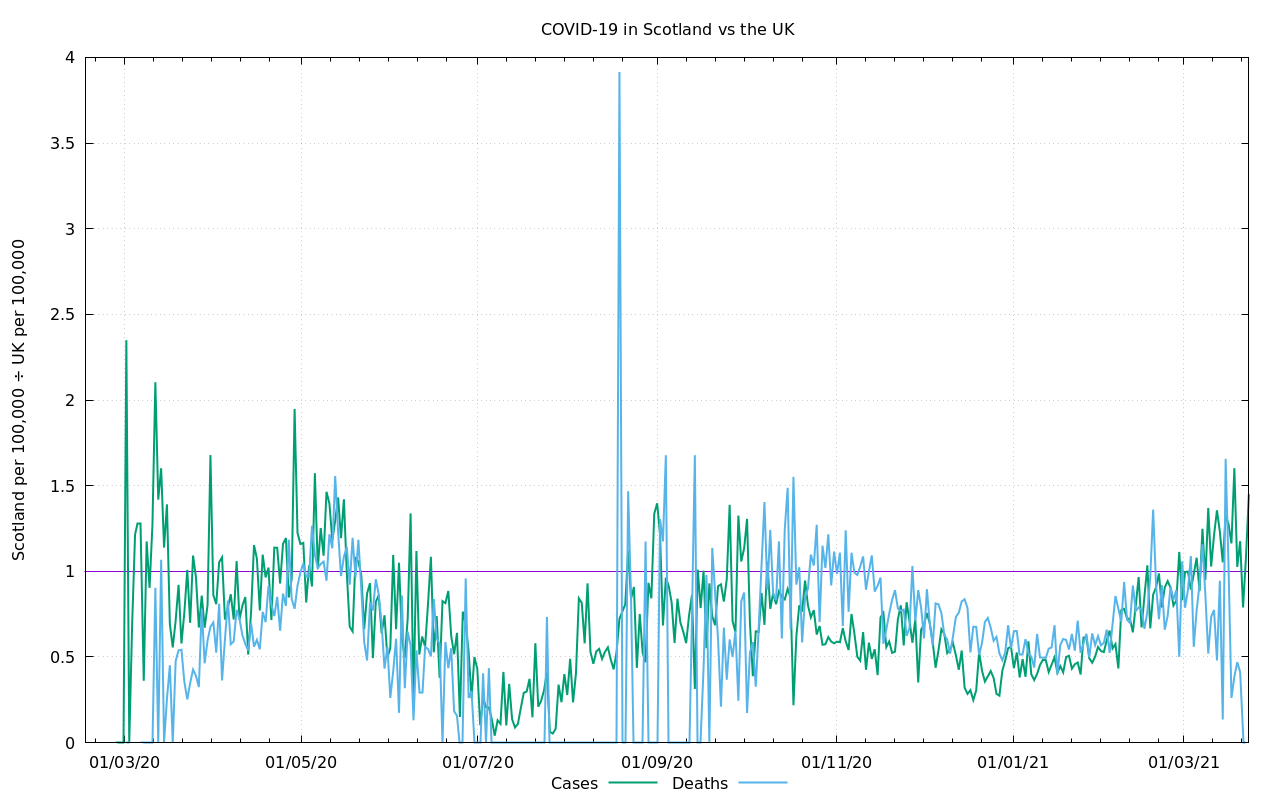 COVID-19 in Scotland vs the UK
Scotland per 100,000 ÷ UK per 100,000
4
3.5
3
2.5
2
1.5
1
0.5
0
01/03/20 01/05/20 01/07/20 01/09/20 01/11/20 01/01/21 01/03/21
Cases Deaths